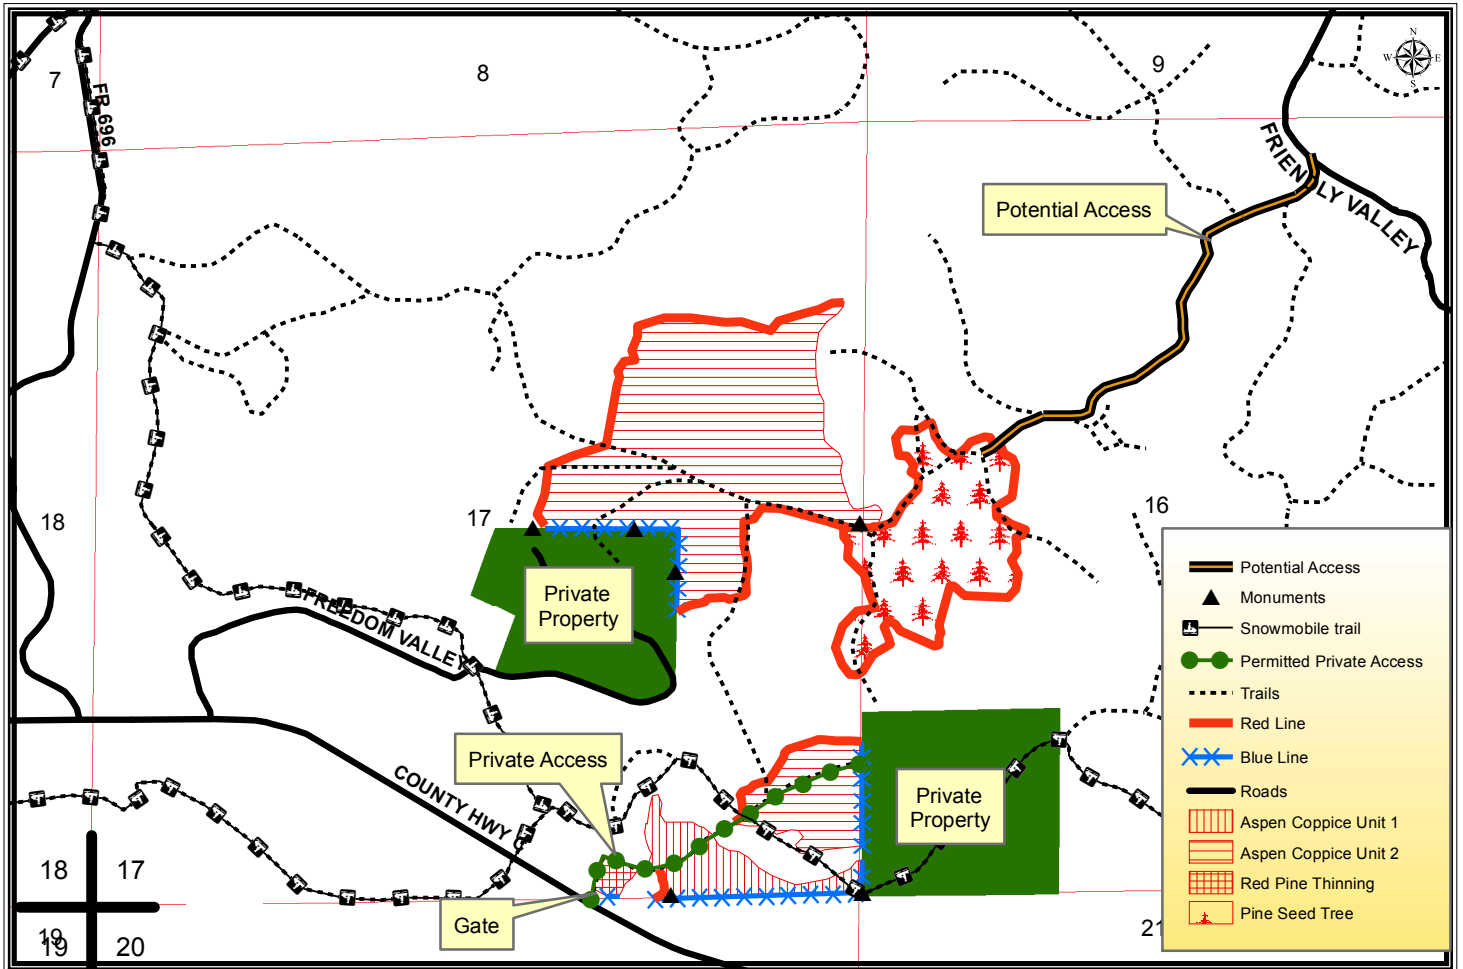 N
W E
S
7
8
9
FR 696
FRIENDLY VALLEY
Potential Access
18
17
16
Private
Property
FREEDOM VALLEY
Private Access
COUNTY HWY C
Private
Property
Gate
18 17
19
19 20
21
Potential Access
Monuments
Snowmobile trail
Permitted Private Access
Trails
Red Line
Blue Line
Roads
Aspen Coppice Unit 1
Aspen Coppice Unit 2
Red Pine Thinning
Pine Seed Tree